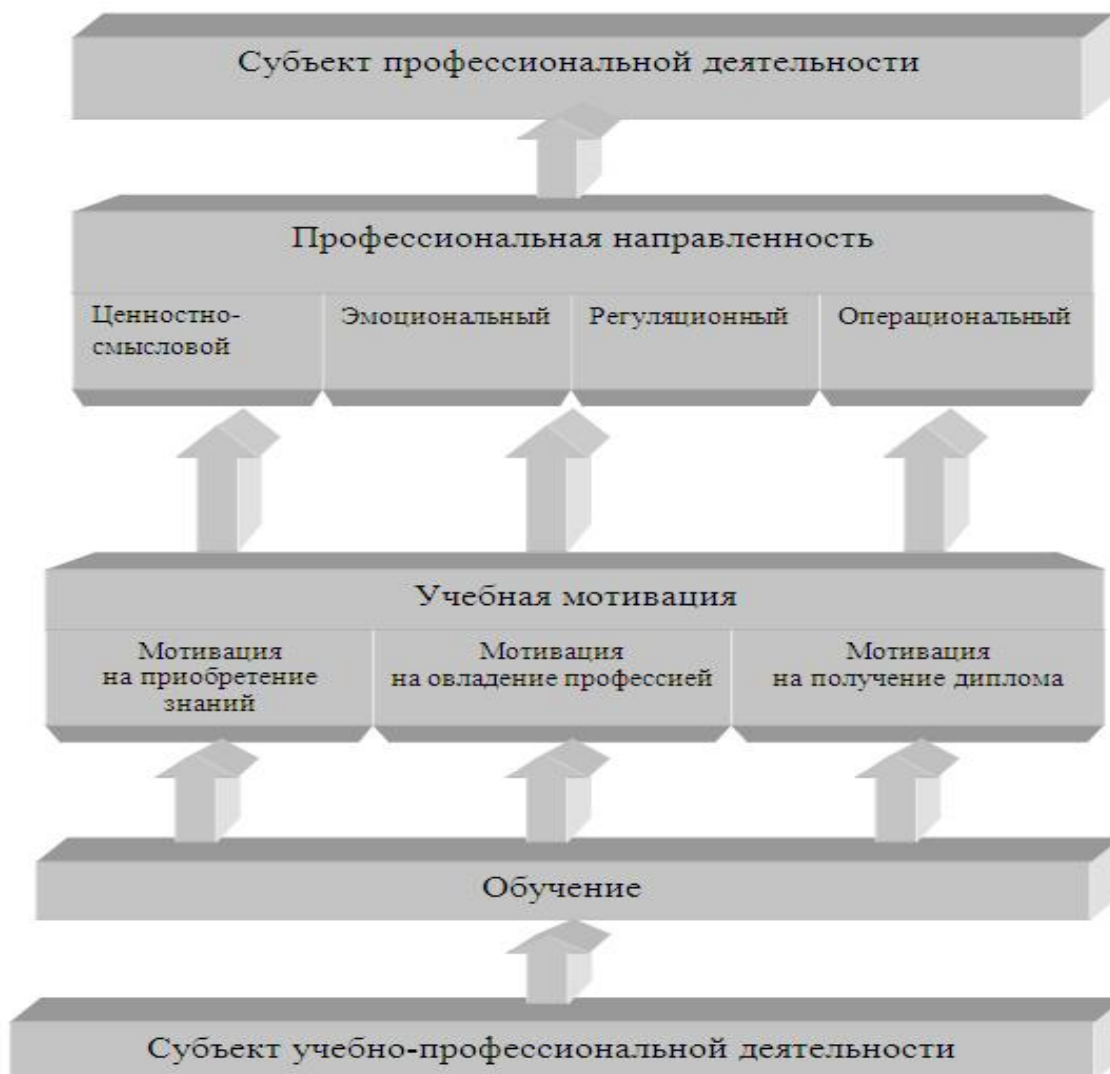 Субъект профессиональной деятельности
Профессиональная направленность
Ценностно-
смысловой
Эмоциональный
Регуляционный
Операциональный
Учебная мотивация
Мотивация
на приобретение
знаний
Мотивация
на овладение профессией
Мотивация
на получение диплома
Обучение
Субъект учебно-профессиональной деятельности